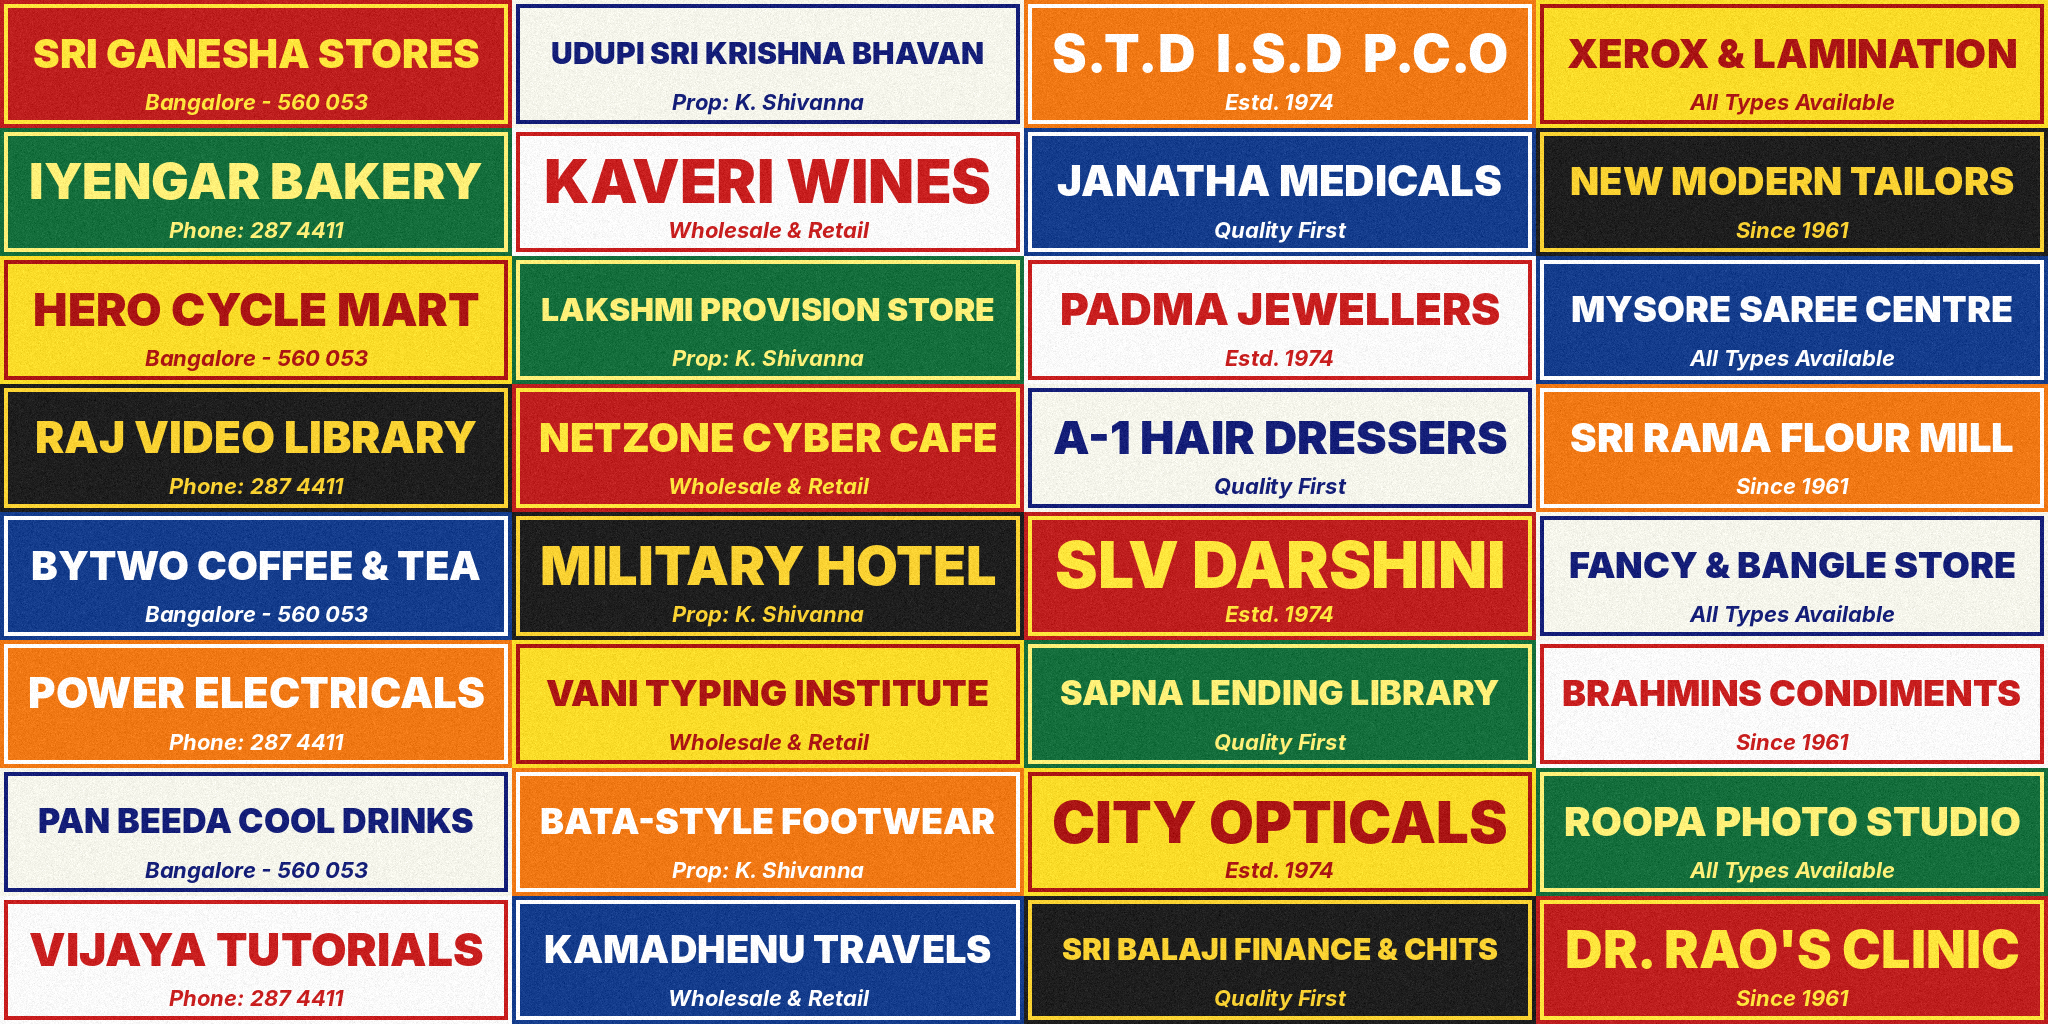 SRI GANESHA STORES
Bangalore - 560 053
UDUPI SRI KRISHNA BHAVAN
Prop: K. Shivanna
S.T.D I.S.D P.C.O
Estd. 1974
XEROX & LAMINATION
All Types Available
IYENGAR BAKERY
Phone: 287 4411
KAVERI WINES
Wholesale & Retail
JANATHA MEDICALS
Quality First
NEW MODERN TAILORS
Since 1961
HERO CYCLE MART
Bangalore - 560 053
LAKSHMI PROVISION STORE
Prop: K. Shivanna
PADMA JEWELLERS
Estd. 1974
MYSORE SAREE CENTRE
All Types Available
RAJ VIDEO LIBRARY
Phone: 287 4411
NETZONE CYBER CAFE
Wholesale & Retail
A-1 HAIR DRESSERS
Quality First
SRI RAMA FLOUR MILL
Since 1961
BYTWO COFFEE & TEA
Bangalore - 560 053
MILITARY HOTEL
Prop: K. Shivanna
SLV DARSHINI
Estd. 1974
FANCY & BANGLE STORE
All Types Available
POWER ELECTRICALS
Phone: 287 4411
VANI TYPING INSTITUTE
Wholesale & Retail
SAPNA LENDING LIBRARY
Quality First
BRAHMINS CONDIMENTS
Since 1961
PAN BEEDA COOL DRINKS
Bangalore - 560 053
BATA-STYLE FOOTWEAR
Prop: K. Shivanna
CITY OPTICALS
Estd. 1974
ROOPA PHOTO STUDIO
All Types Available
VIJAYA TUTORIALS
Phone: 287 4411
KAMADHENU TRAVELS
Wholesale & Retail
SRI BALAJI FINANCE & CHITS
Quality First
DR. RAO'S CLINIC
Since 1961